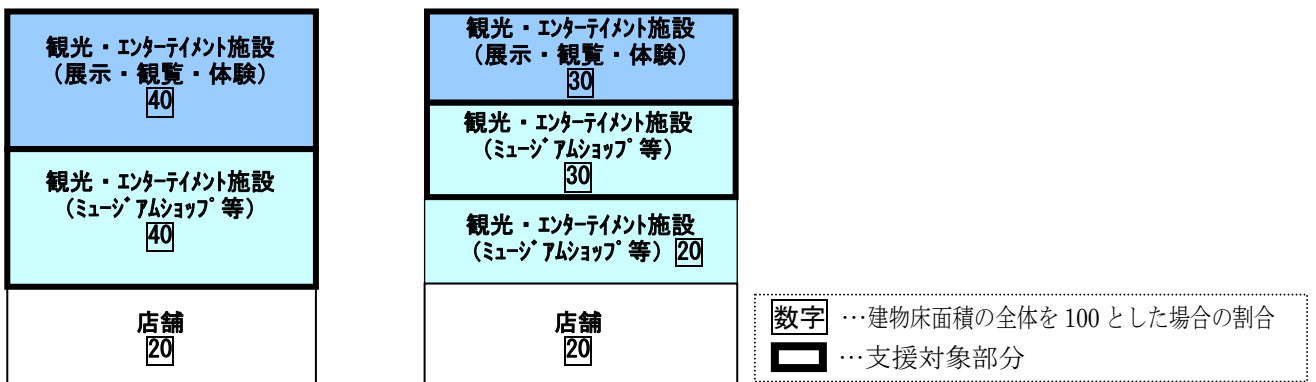 観光・エンターテイメント施設
(展示・観覧・体験)
40
観光・エンターテイメント施設
(ミュージアムショップ等)
40
店舗
20
観光・エンターテイメント施設
(展示・観覧・体験)
30
観光・エンターテイメント施設
(ミュージアムショップ等)
30
観光・エンターテイメント施設
(ミュージアムショップ等) 20
店舗
20
数字 …建物床面積の全体を100とした場合の割合
…支援対象部分